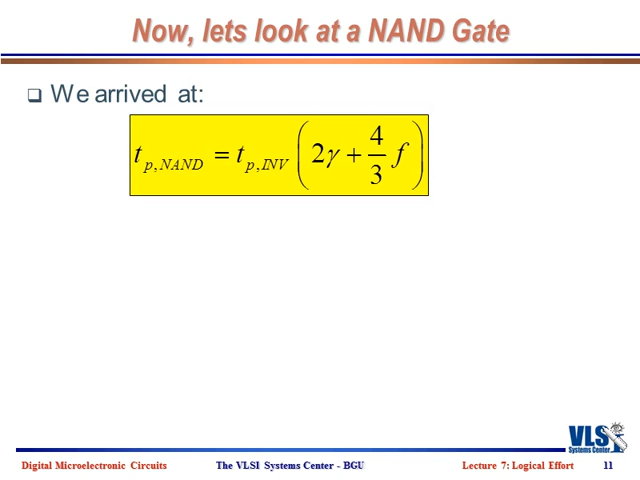 Now, lets look at a NAND Gate
We arrived at:
t_{p,NAND} = t_{p,INV} (2γ + \frac{4}{3} f)
VLSI
Systems Center
Digital Microelectronic Circuits The VLSI Systems Center - BGU Lecture 7: Logical Effort 11